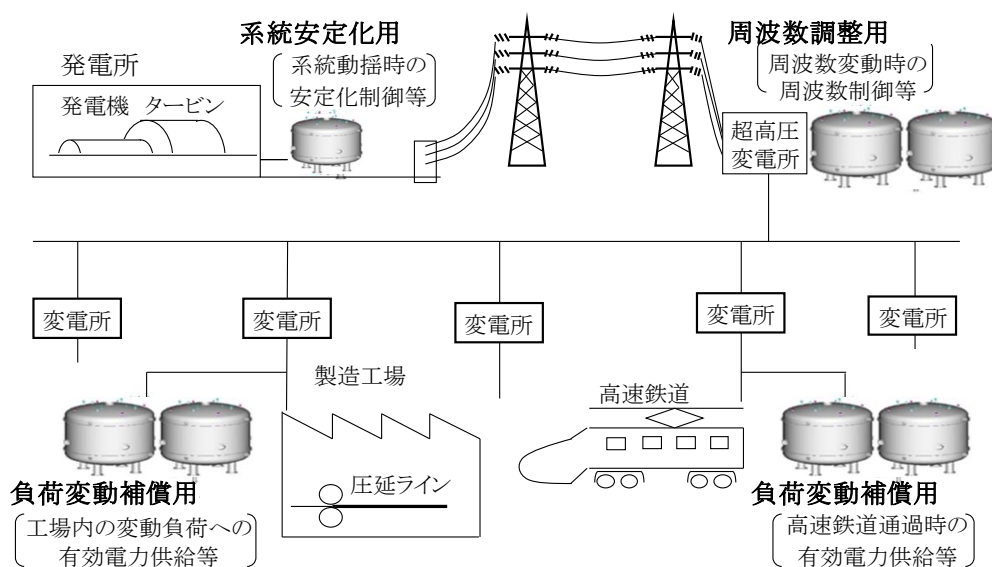 系統安定化用
系統動揺時の
安定化制御等
周波数調整用
周波数変動時の
周波数制御等
発電所
発電機 タービン
超高圧
変電所
変電所
変電所
変電所
変電所
変電所
製造工場
圧延ライン
高速鉄道
負荷変動補償用
工場内の変動負荷への
有効電力供給等
負荷変動補償用
高速鉄道通過時の
有効電力供給等